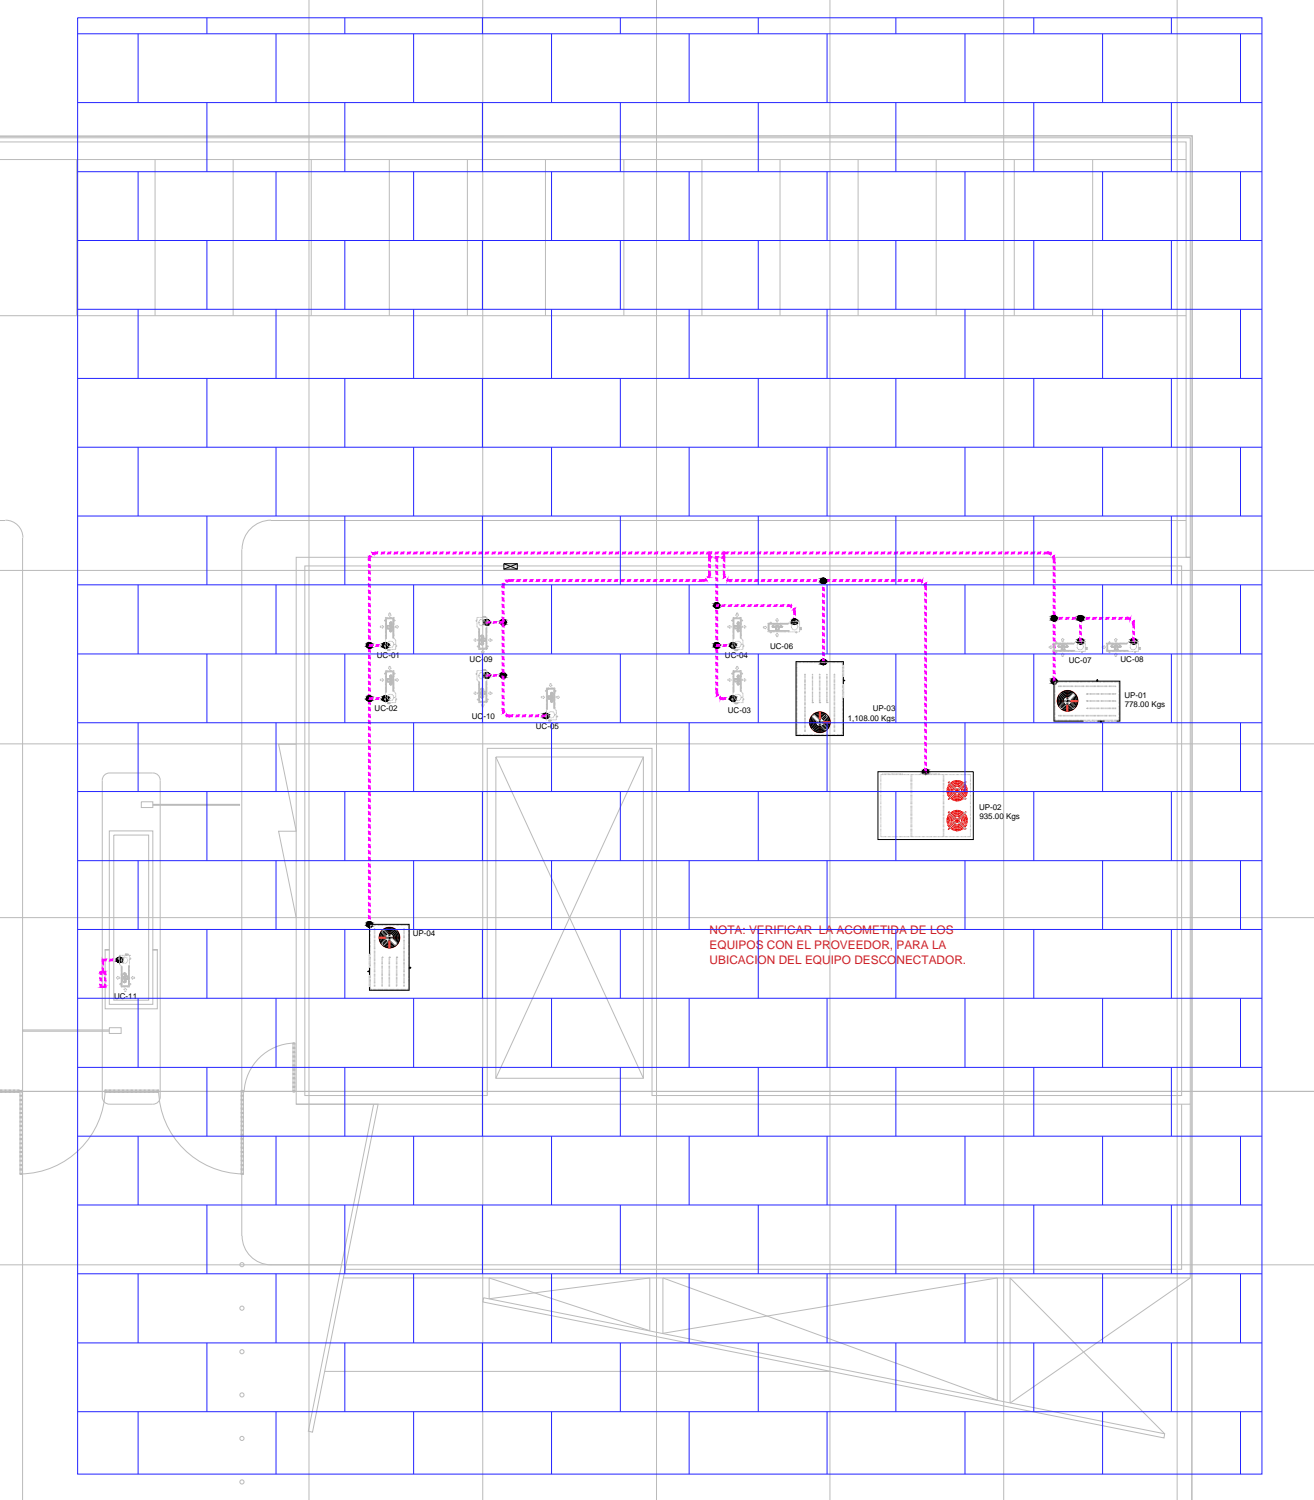 UC-01
UC-09
UC-04
UC-06
UC-07
UC-08
UC-02
UC-10
UC-05
UC-03
UP-03
1,108.00 Kgs
UP-01
778.00 Kgs
UP-02
935.00 Kgs
UP-04
NOTA: VERIFICAR LA ACOMETIDA DE LOS
EQUIPOS CON EL PROVEEDOR, PARA LA
UBICACION DEL EQUIPO DESCONECTADOR.
UC-11